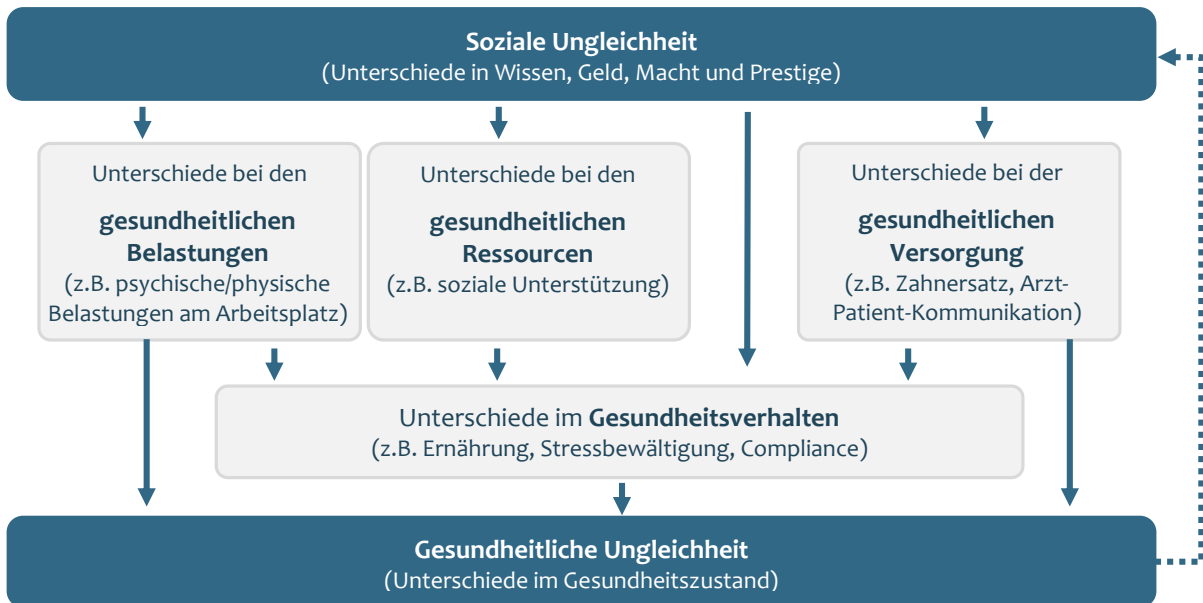 Soziale Ungleichheit
(Unterschiede in Wissen, Geld, Macht und Prestige)
Unterschiede bei den
gesundheitlichen
Belastungen
(z.B. psychische/physische
Belastungen am Arbeitsplatz)
Unterschiede bei den
gesundheitlichen
Ressourcen
(z.B. soziale Unterstützung)
Unterschiede bei der
gesundheitlichen
Versorgung
(z.B. Zahnersatz, Arzt-
Patient-Kommunikation)
Unterschiede im Gesundheitsverhalten
(z.B. Ernährung, Stressbewältigung, Compliance)
Gesundheitliche Ungleichheit
(Unterschiede im Gesundheitszustand)